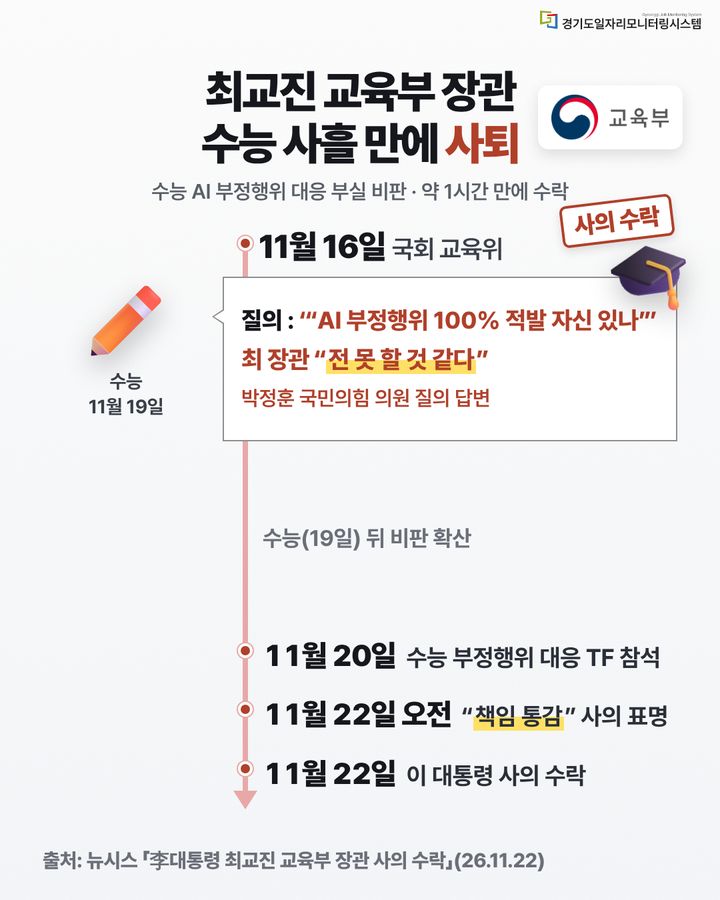 경기도일자리모니터링시스템
최교진 교육부 장관
수능 사흘 만에 사퇴
교육부
수능 AI 부정행위 대응 부실 비판 · 약 1시간 만에 수락
사의 수락
11월 16일 국회 교육위
질의 : “‘AI 부정행위 100% 적발 자신 있나”’
최 장관 “전 못 할 것 같다”
박정훈 국민의힘 의원 질의 답변
수능
11월 19일
수능(19일) 뒤 비판 확산
11월 20일 수능 부정행위 대응 TF 참석
11월 22일 오전 “책임 통감” 사의 표명
11월 22일 이 대통령 사의 수락
출처: 뉴시스 「李대통령 최교진 교육부 장관 사의 수락」(26.11.22)